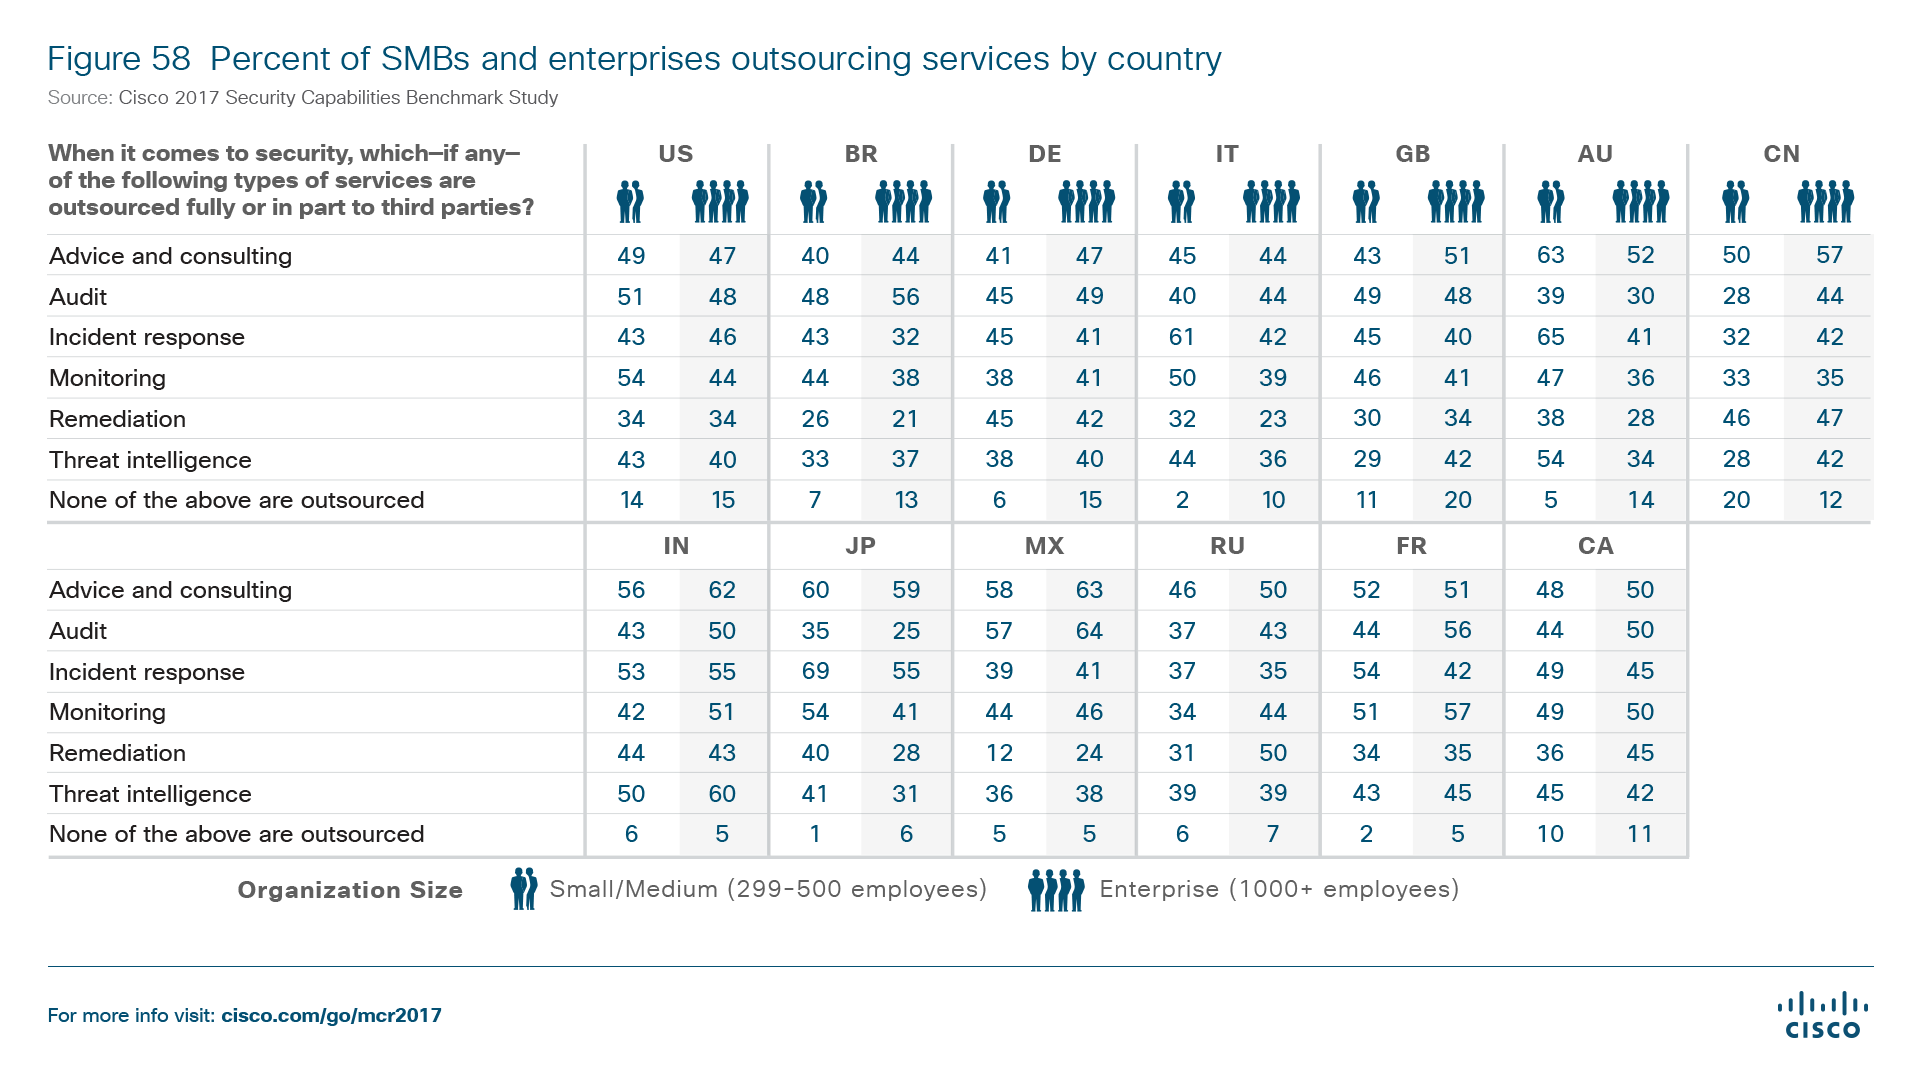 Figure 58 Percent of SMBs and enterprises outsourcing services by country
Source: Cisco 2017 Security Capabilities Benchmark Study
When it comes to security, which—if any—
of the following types of services are
outsourced fully or in part to third parties?
US BR DE IT GB AU CN
Advice and consulting 49 47 40 44 41 47 45 44 43 51 63 52 50 57
Audit 51 48 48 56 45 49 40 44 49 48 39 30 28 44
Incident response 43 46 43 32 45 41 61 42 45 40 65 41 32 42
Monitoring 54 44 44 38 38 41 50 39 46 41 47 36 33 35
Remediation 34 34 26 21 45 42 32 23 30 34 38 28 46 47
Threat intelligence 43 40 33 37 38 40 44 36 29 42 54 34 28 42
None of the above are outsourced 14 15 7 13 6 15 2 10 11 20 5 14 20 12
IN JP MX RU FR CA
Advice and consulting 56 62 60 59 58 63 46 50 52 51 48 50
Audit 43 50 35 25 57 64 37 43 44 56 44 50
Incident response 53 55 69 55 39 41 37 35 54 42 49 45
Monitoring 42 51 54 41 44 46 34 44 51 57 49 50
Remediation 44 43 40 28 12 24 31 50 34 35 36 45
Threat intelligence 50 60 41 31 36 38 39 39 43 45 45 42
None of the above are outsourced 6 5 1 6 5 5 6 7 2 5 10 11
Organization Size Small/Medium (299-500 employees) Enterprise (1000+ employees)
For more info visit: cisco.com/go/mcr2017
CISCO